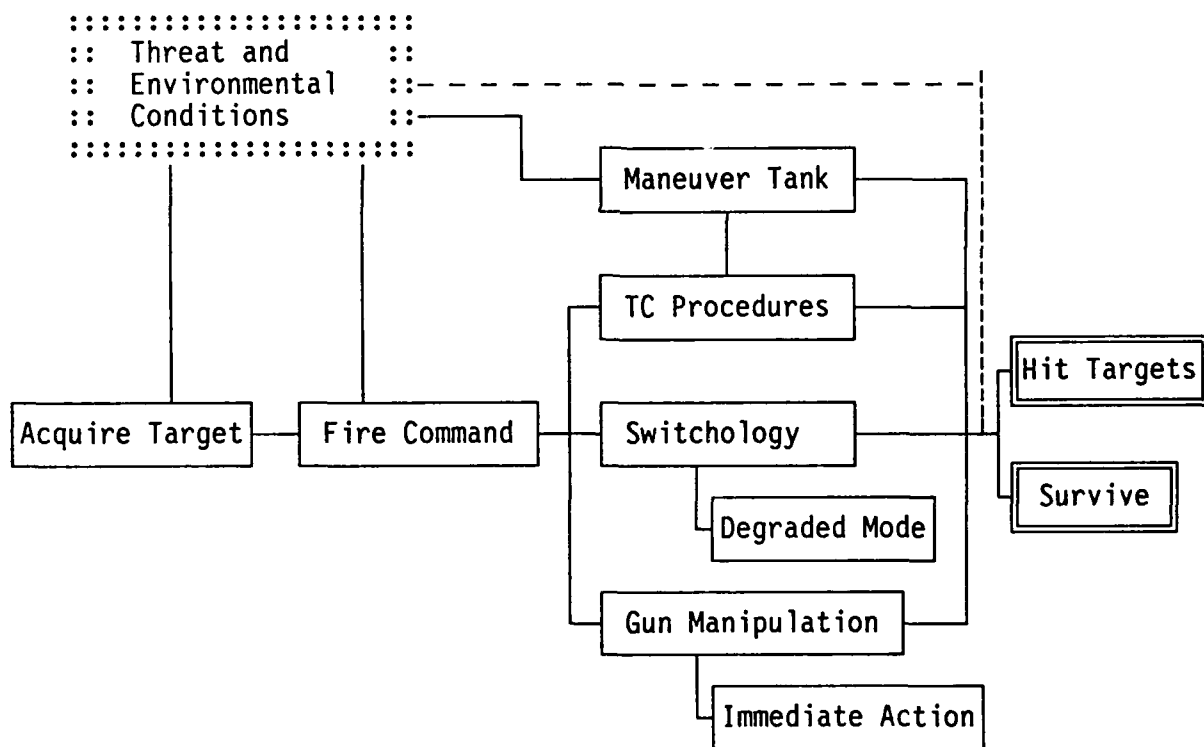 Threat and
Environmental
Conditions
Maneuver Tank
TC Procedures
Hit Targets
Acquire Target
Fire Command
Switchology
Survive
Degraded Mode
Gun Manipulation
Immediate Action